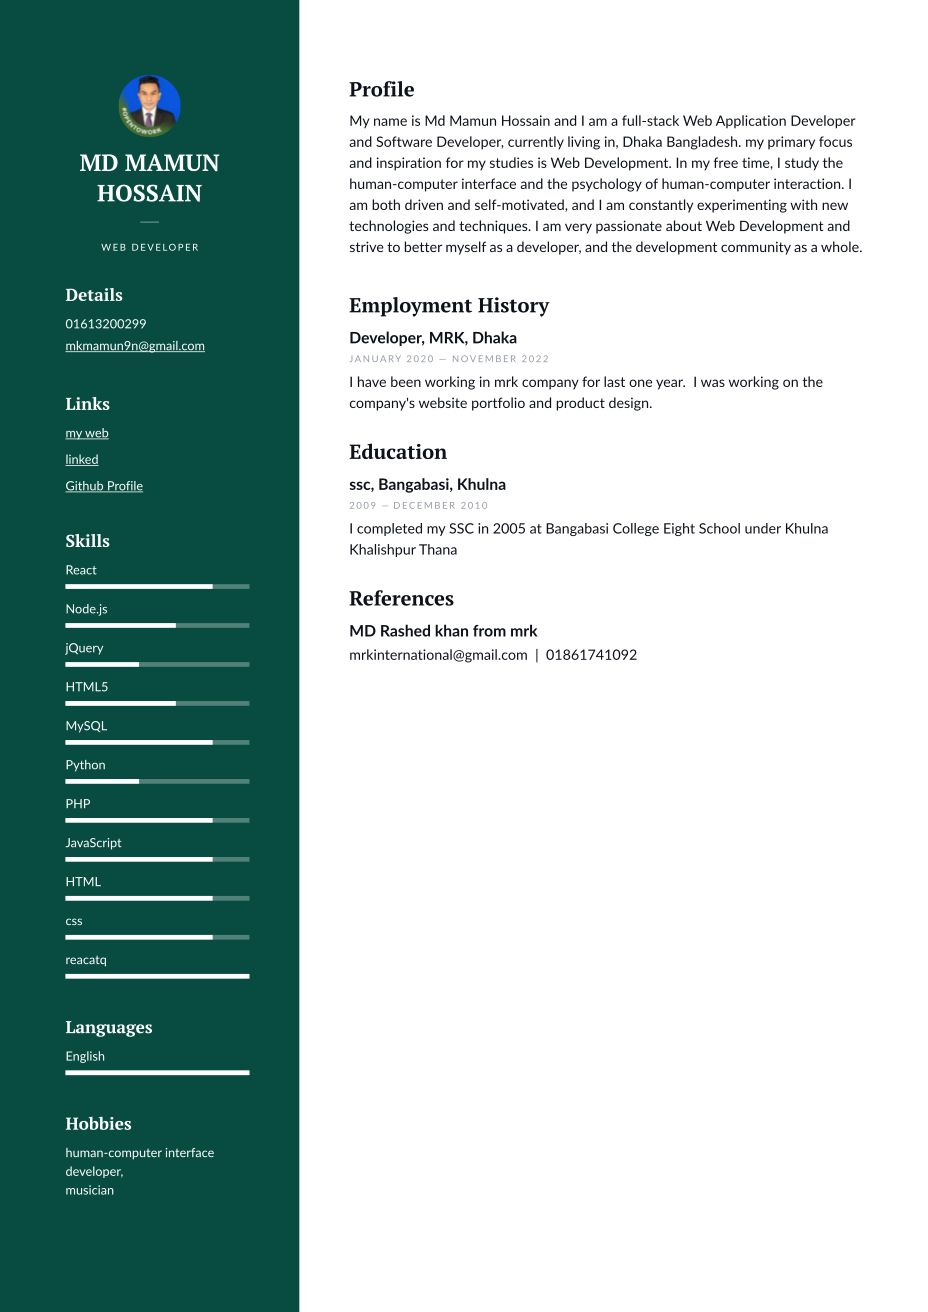 #OPENTOWORK
MD MAMUN
HOSSAIN
WEB DEVELOPER
Details
01613200299
mkmamun9n@gmail.com
Links
my web
linked
Github Profile
Skills
React
Node.js
jQuery
HTML5
MySQL
Python
PHP
JavaScript
HTML
css
reacatq
Languages
English
Hobbies
human-computer interface
developer,
musician
Profile
My name is Md Mamun Hossain and I am a full-stack Web Application Developer
and Software Developer, currently living in, Dhaka Bangladesh. my primary focus
and inspiration for my studies is Web Development. In my free time, I study the
human-computer interface and the psychology of human-computer interaction. I
am both driven and self-motivated, and I am constantly experimenting with new
technologies and techniques. I am very passionate about Web Development and
strive to better myself as a developer, and the development community as a whole.
Employment History
Developer, MRK, Dhaka
JANUARY 2020 — NOVEMBER 2022
I have been working in mrk company for last one year.  I was working on the
company's website portfolio and product design.
Education
ssc, Bangabasi, Khulna
2009 — DECEMBER 2010
I completed my SSC in 2005 at Bangabasi College Eight School under Khulna
Khalishpur Thana
References
MD Rashed khan from mrk
mrkinternational@gmail.com | 01861741092